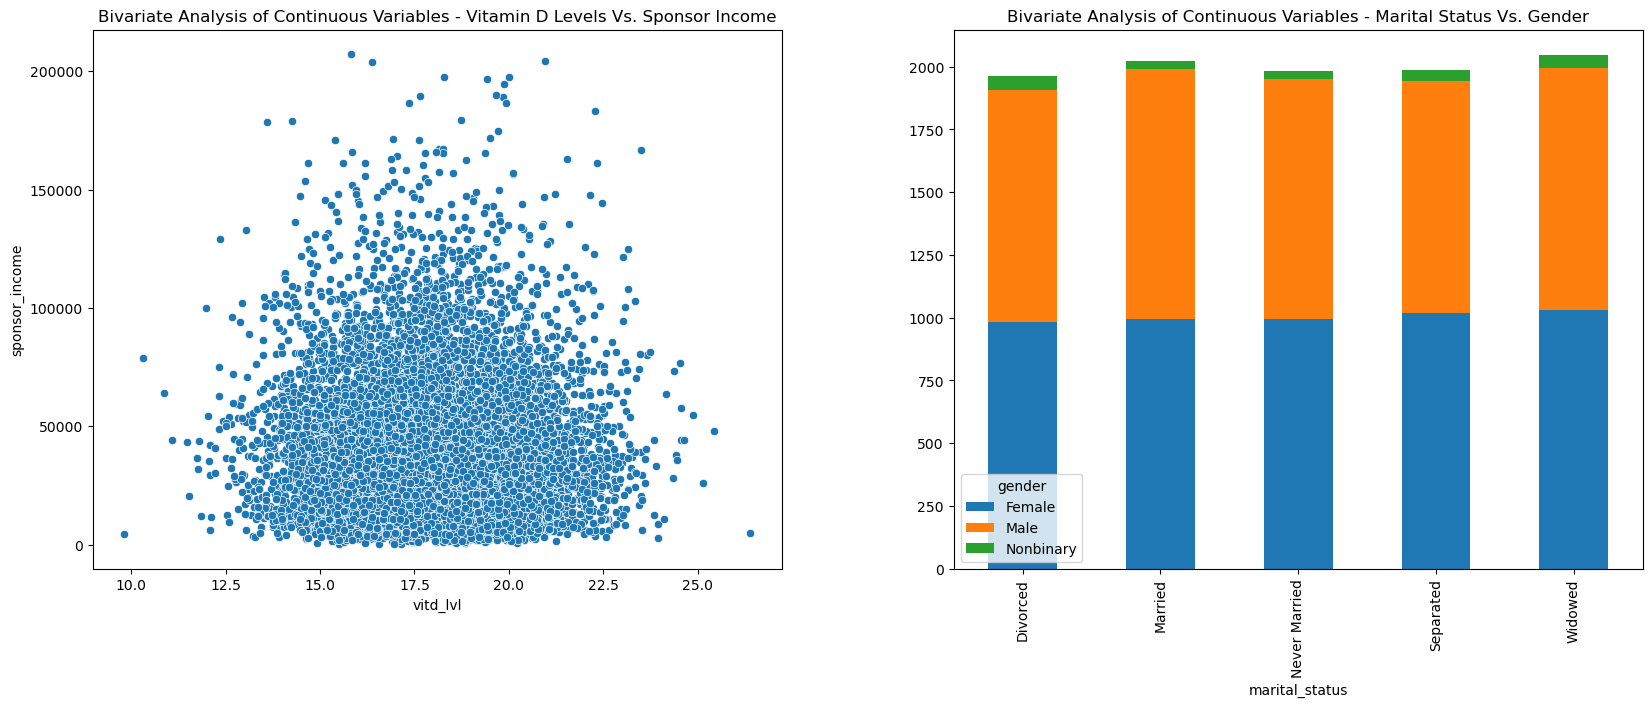 Bivariate Analysis of Continuous Variables - Vitamin D Levels Vs. Sponsor Income
200000
150000
100000
50000
0
sponsor_income
10.0 12.5 15.0 17.5 20.0 22.5 25.0
vitd_lvl
Bivariate Analysis of Continuous Variables - Marital Status Vs. Gender
2000
1750
1500
1250
1000
750
500
250
0
gender
Female
Male
Nonbinary
Divorced
Married
Never Married
Separated
Widowed
marital_status